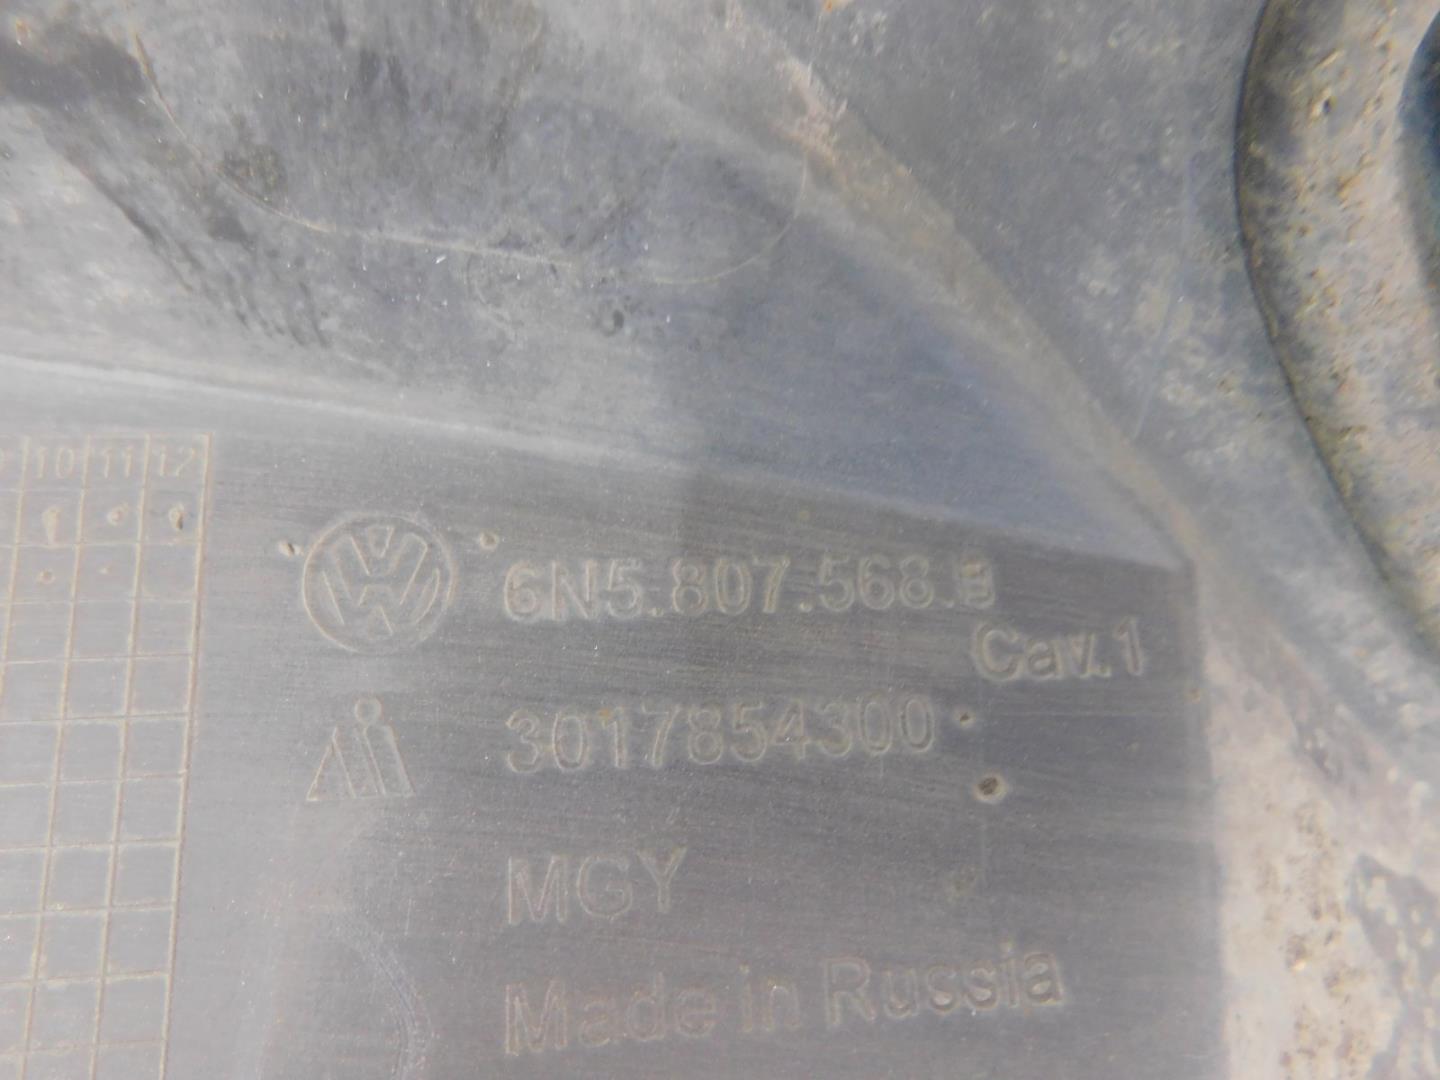 10 11 12
6N5.807.568.B
Cav.1
3017854300
MGY
Made in Russia